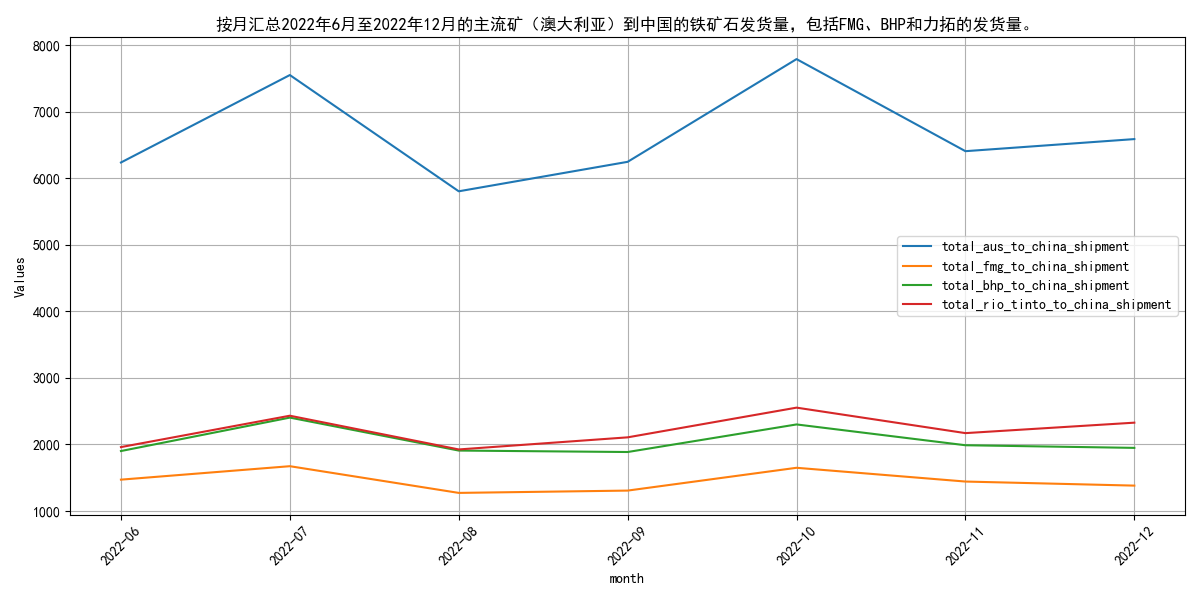 按月汇总2022年6月至2022年12月的主流矿（澳大利亚）到中国的铁矿石发货量，包括FMG、BHP和力拓的发货量。
8000
7000
6000
5000
4000
3000
2000
1000
Values
total_aus_to_china_shipment
total_fmg_to_china_shipment
total_bhp_to_china_shipment
total_rio_tinto_to_china_shipment
2022-06
2022-07
2022-08
2022-09
2022-10
2022-11
2022-12
month